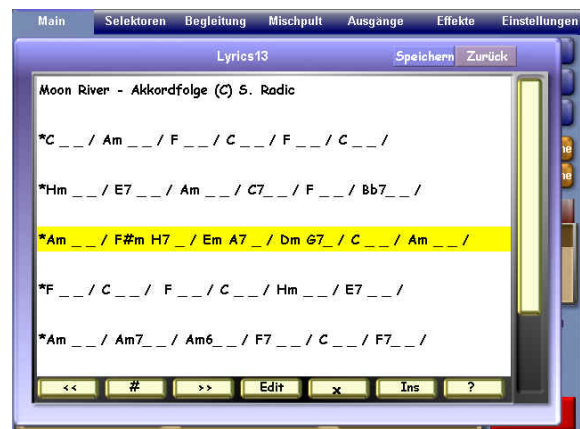 Main Selektoren Begleitung Mischpult Ausgänge Effekte Einstellungen
Lyrics13 Speichern Zurück
Moon River - Akkordfolge (C) S. Radic
*C _ _ / Am _ _ / F _ _ / C _ _ / F _ _ / C _ _ /
*Hm _ _ / E7 _ _ / Am _ _ / C7_ _ / F _ _ / Bb7_ _ /
*Am _ _ / F#m H7 _ / Em A7 _ / Dm G7_ / C _ _ / Am _ _ /
*F _ _ / C _ _ / F _ _ / C _ _ / Hm _ _ / E7 _ _ /
*Am _ _ / Am7_ _ / Am6_ _ / F7 _ _ / C _ _ / F7_ _ /
<< # >> Edit x Ins ?